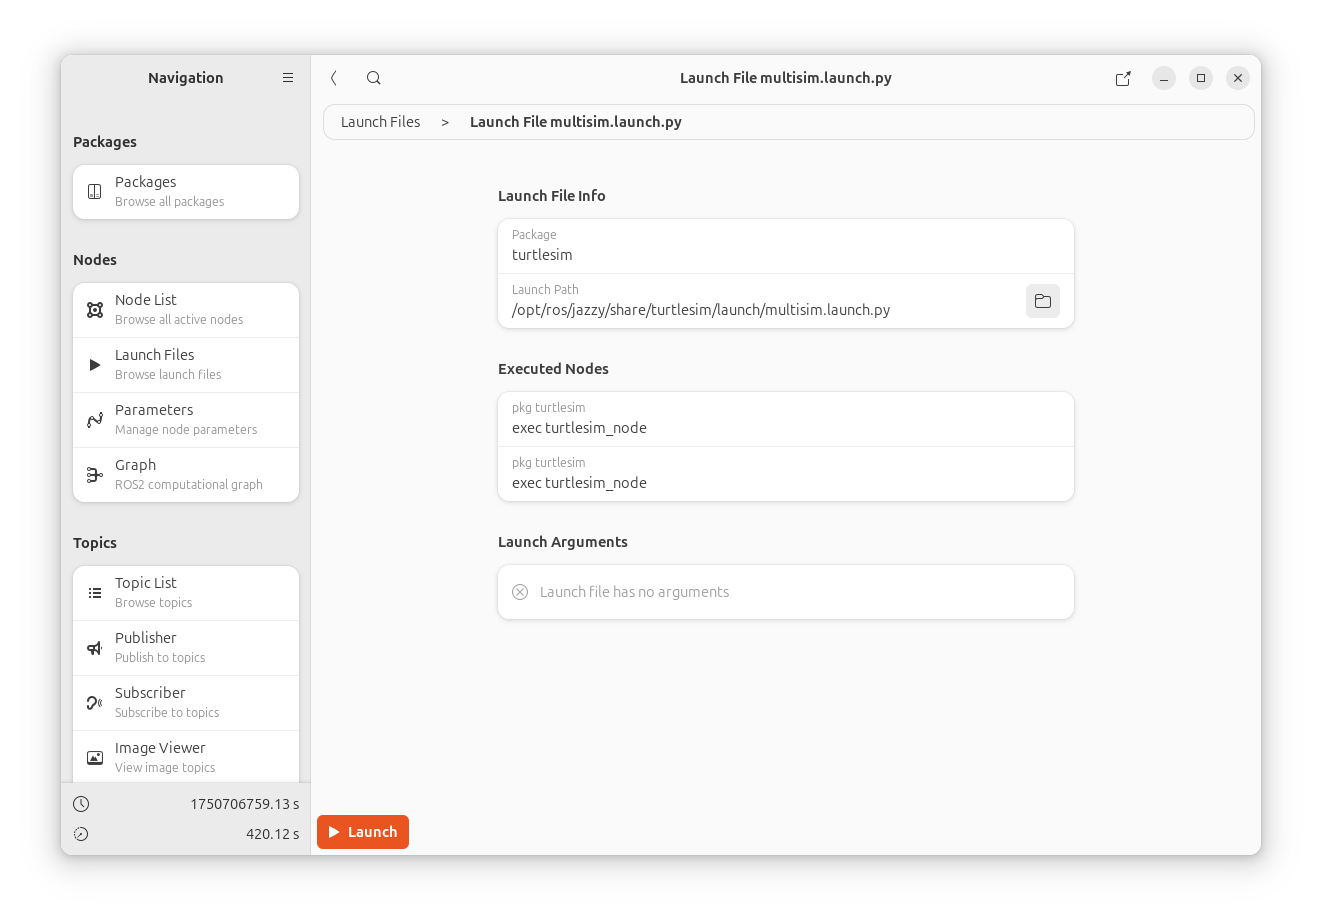 Navigation
Packages
Packages
Browse all packages
Nodes
Node List
Browse all active nodes
Launch Files
Browse launch files
Parameters
Manage node parameters
Graph
ROS2 computational graph
Topics
Topic List
Browse topics
Publisher
Publish to topics
Subscriber
Subscribe to topics
Image Viewer
View image topics
1750706759.13 s
420.12 s
Launch File multisim.launch.py
Launch Files > Launch File multisim.launch.py
Launch File Info
Package
turtlesim
Launch Path
/opt/ros/jazzy/share/turtlesim/launch/multisim.launch.py
Executed Nodes
pkg turtlesim
exec turtlesim_node
pkg turtlesim
exec turtlesim_node
Launch Arguments
Launch file has no arguments
Launch